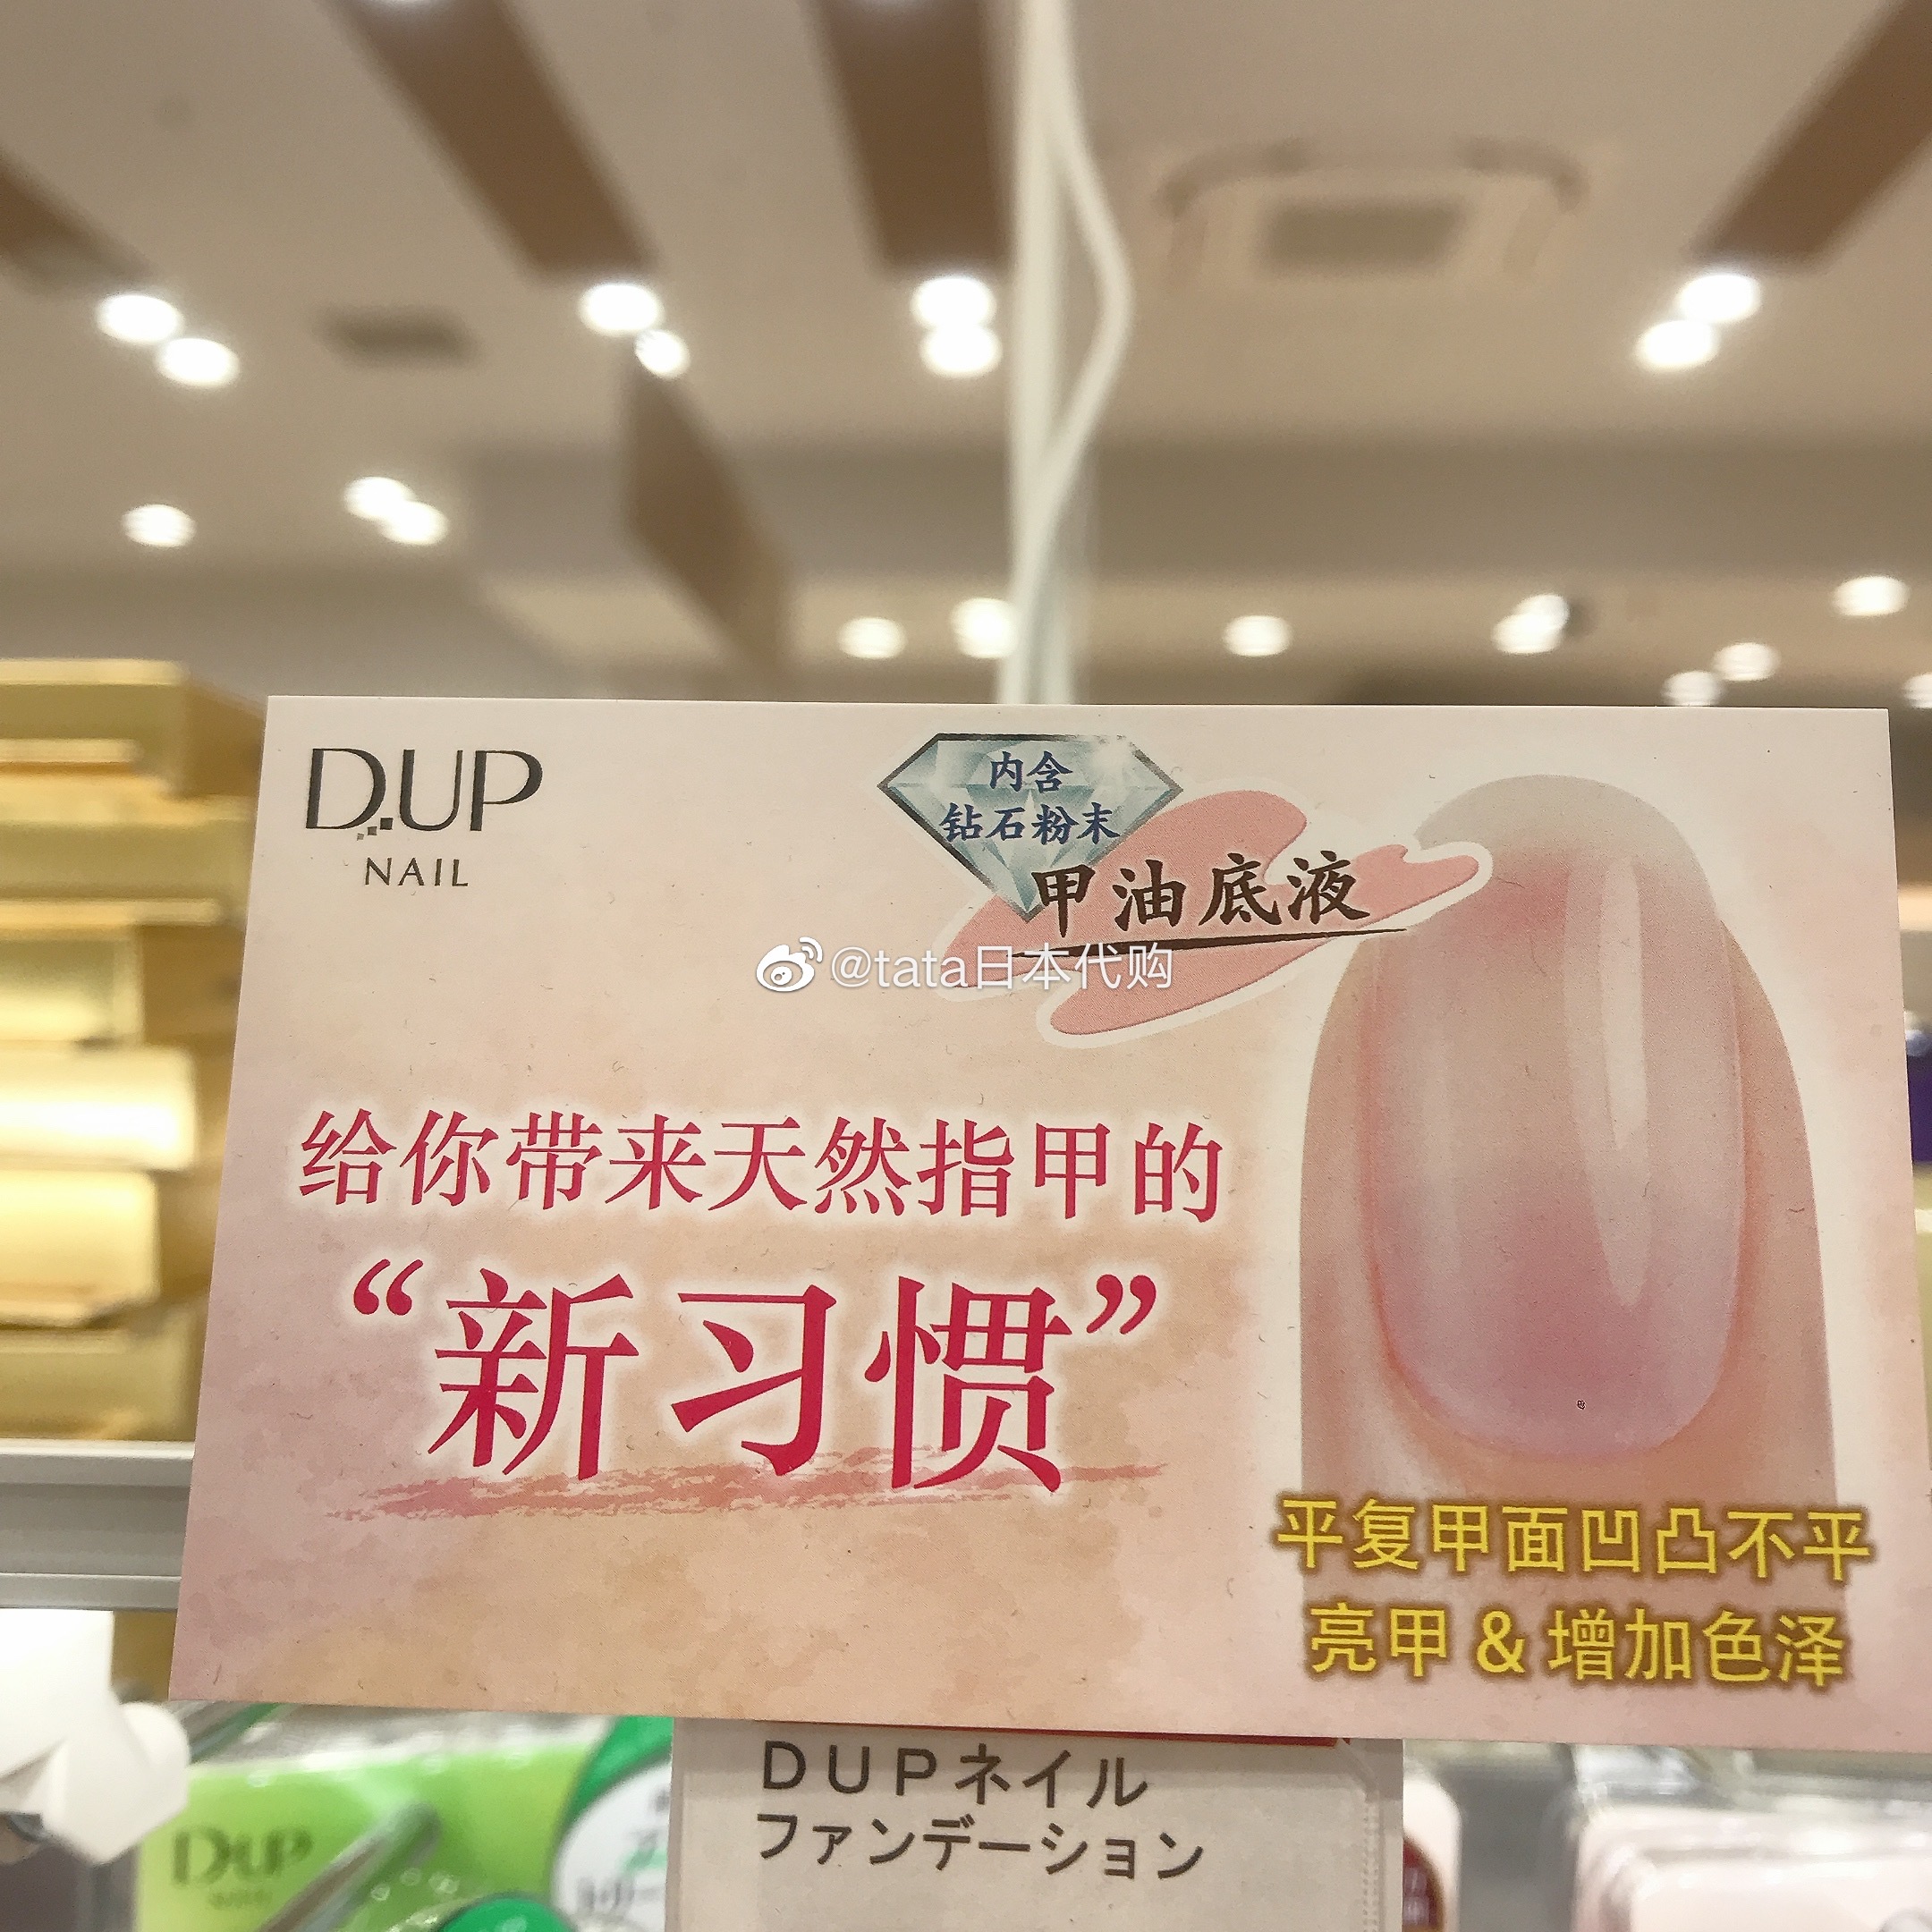 D.UP
NAIL
内含
钻石粉末
甲油底液
@tata日本代购
给你带来天然指甲的
“新习惯”
平复甲面凹凸不平
亮甲&增加色泽
DUPネイル
ファンデーション
D.UP